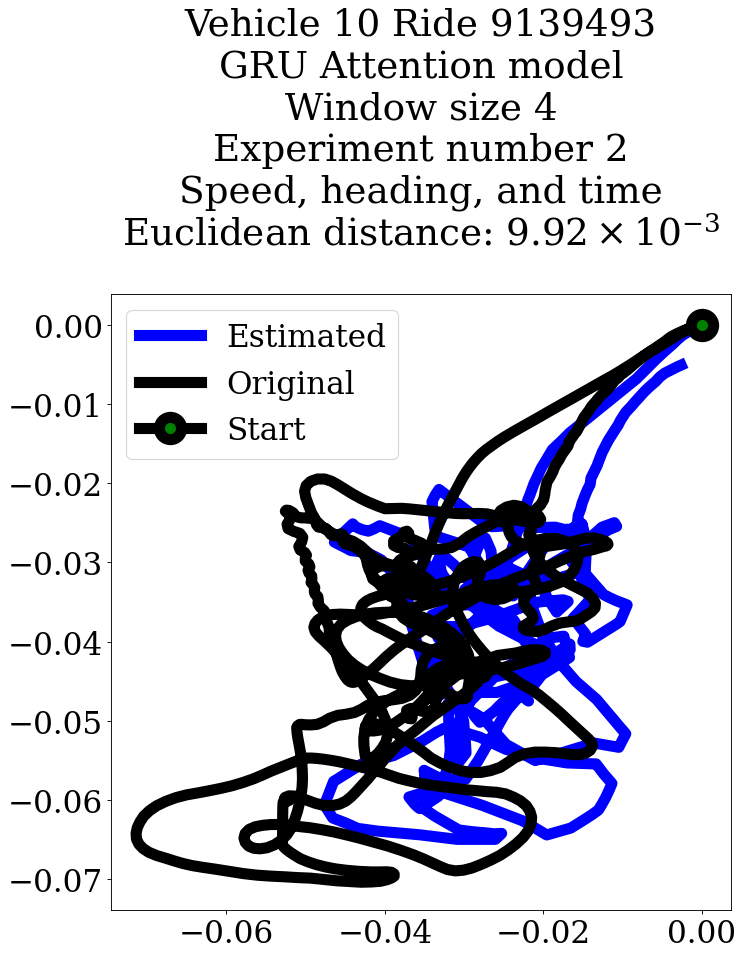 Vehicle 10 Ride 9139493
GRU Attention model
Window size 4
Experiment number 2
Speed, heading, and time
Euclidean distance: 9.92 × 10⁻³
Estimated
Original
Start
0.00
−0.01
−0.02
−0.03
−0.04
−0.05
−0.06
−0.07
−0.06
−0.04
−0.02
0.00